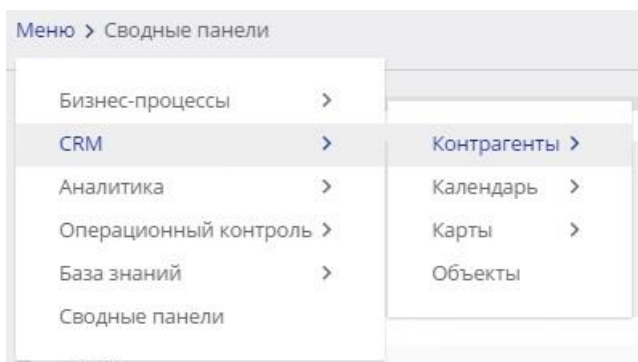 Меню > Сводные панели
Бизнес-процессы >
CRM >
Контрагенты >
Аналитика >
Календарь >
Операционный контроль >
Карты >
База знаний >
Объекты
Сводные панели